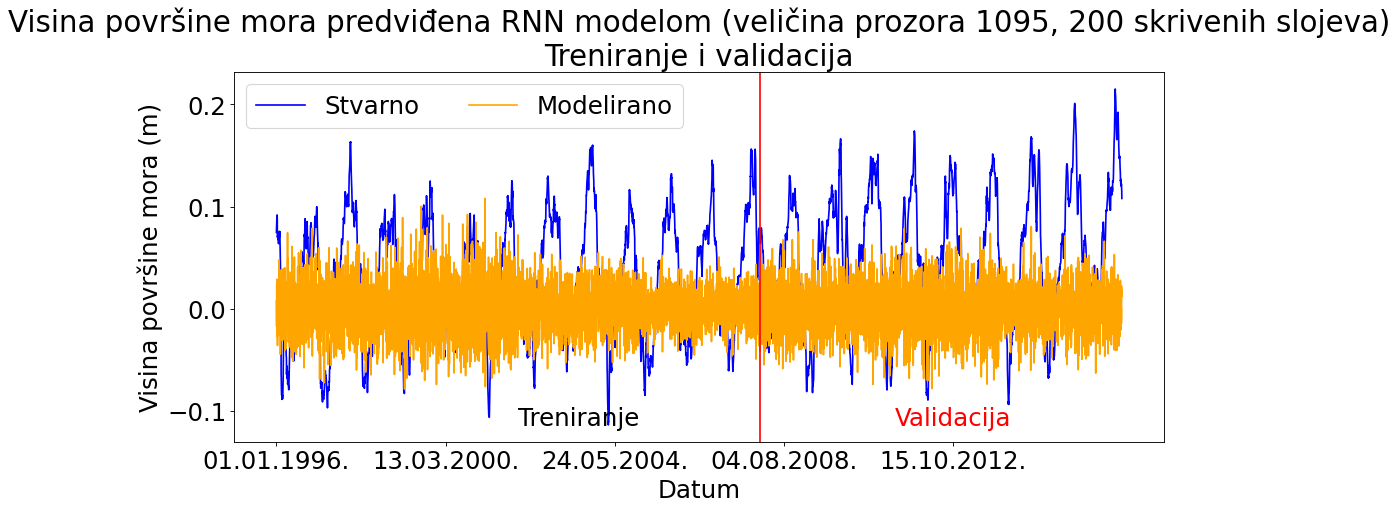 Visina površine mora predviđena RNN modelom (veličina prozora 1095, 200 skrivenih slojeva)
Treniranje i validacija
Stvarno
Modelirano
Visina površine mora (m)
0.2
0.1
0.0
−0.1
Treniranje
Validacija
01.01.1996.
13.03.2000.
24.05.2004.
04.08.2008.
15.10.2012.
Datum